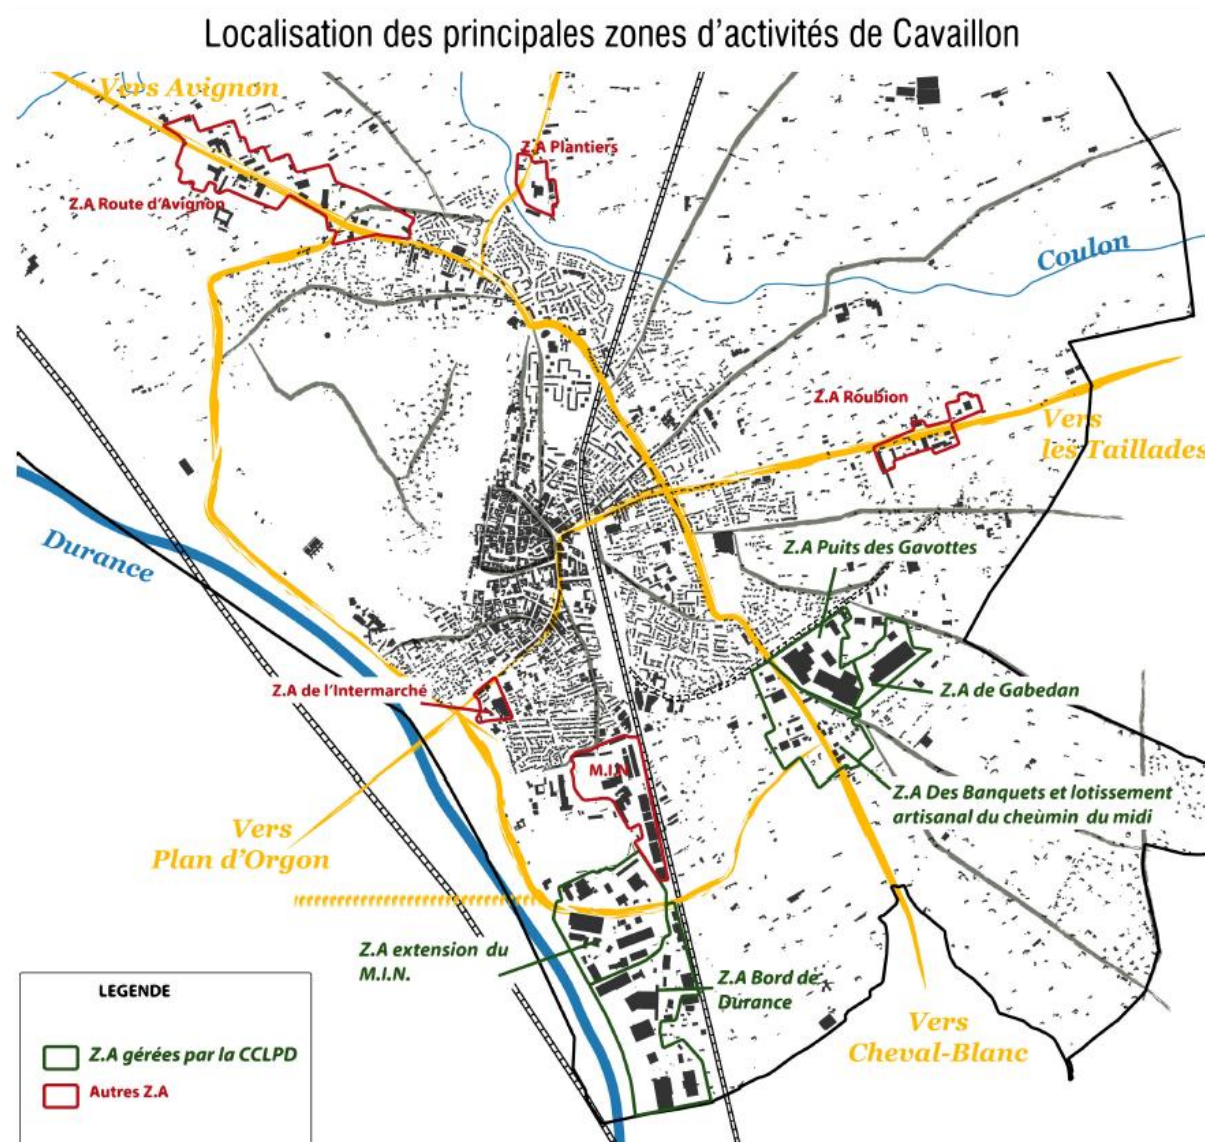 Localisation des principales zones d'activités de Cavaillon
Vers Avignon
Z.A Plantiers
Z.A Route d'Avignon
Coulon
Z.A Roubion
Vers
les Taillades
Durance
Z.A Puits des Gavottes
Z.A de l'Intermarché
Z.A de Gabedan
M.I.N.
Z.A Des Banquets et lotissement
artisanal du cheùmin du midi
Vers
Plan d'Orgon
Z.A extension du
M.I.N.
Z.A Bord de
Durance
Vers
Cheval-Blanc
LEGENDE
Z.A gérées par la CCLPD
Autres Z.A